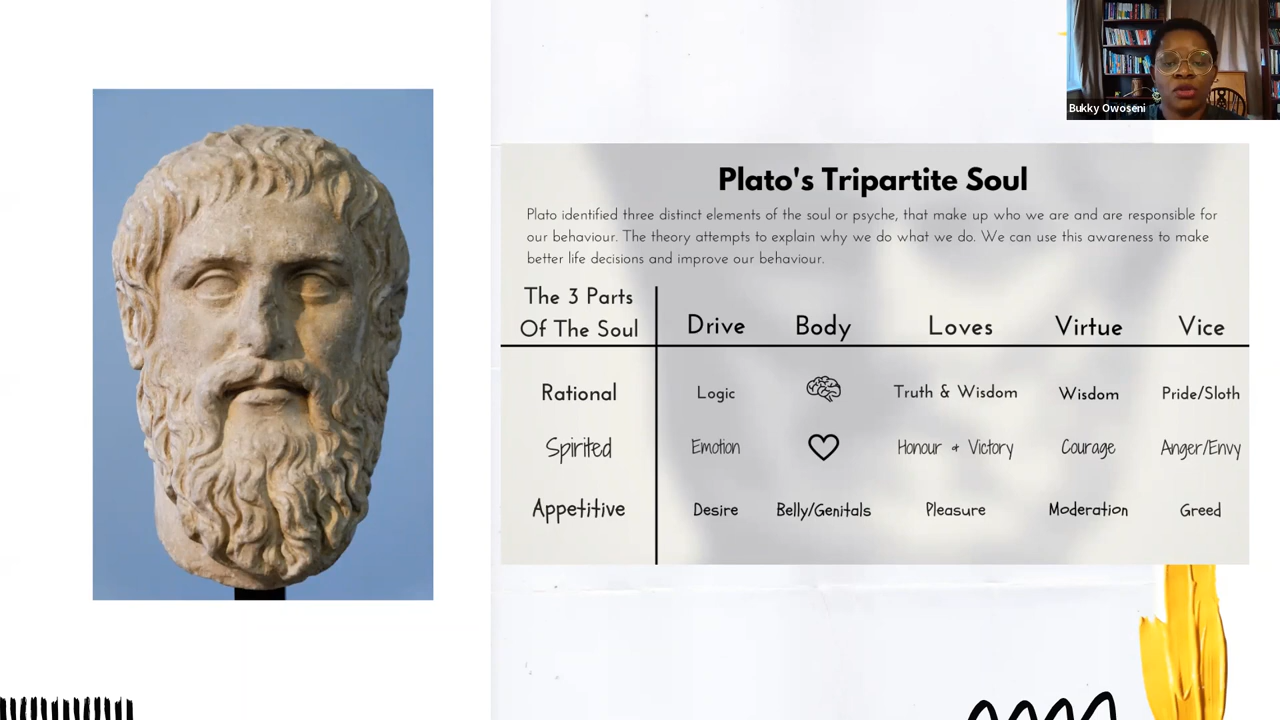 Bukky Owoseni
Plato's Tripartite Soul
Plato identified three distinct elements of the soul or psyche, that make up who we are and are responsible for
our behaviour. The theory attempts to explain why we do what we do. We can use this awareness to make
better life decisions and improve our behaviour.
The 3 Parts
Of The Soul Drive Body Loves Virtue Vice
Rational Logic Truth & Wisdom Wisdom Pride/Sloth
Spirited Emotion Honour + Victory Courage Anger/Envy
Appetitive Desire Belly/Genitals Pleasure Moderation Greed